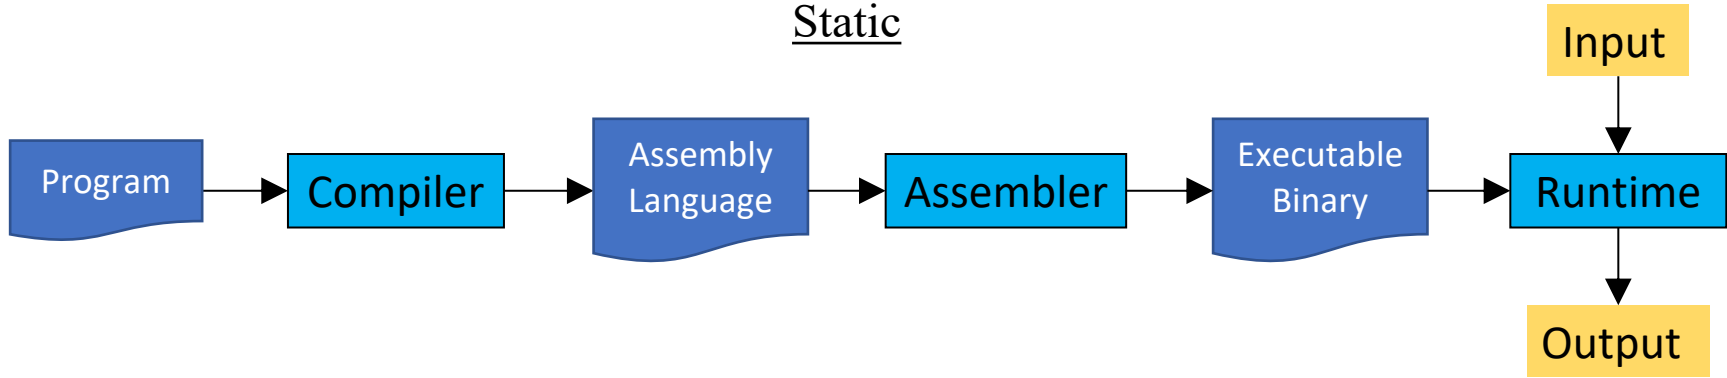 Static
Input
Program
Compiler
Assembly
Language
Assembler
Executable
Binary
Runtime
Output